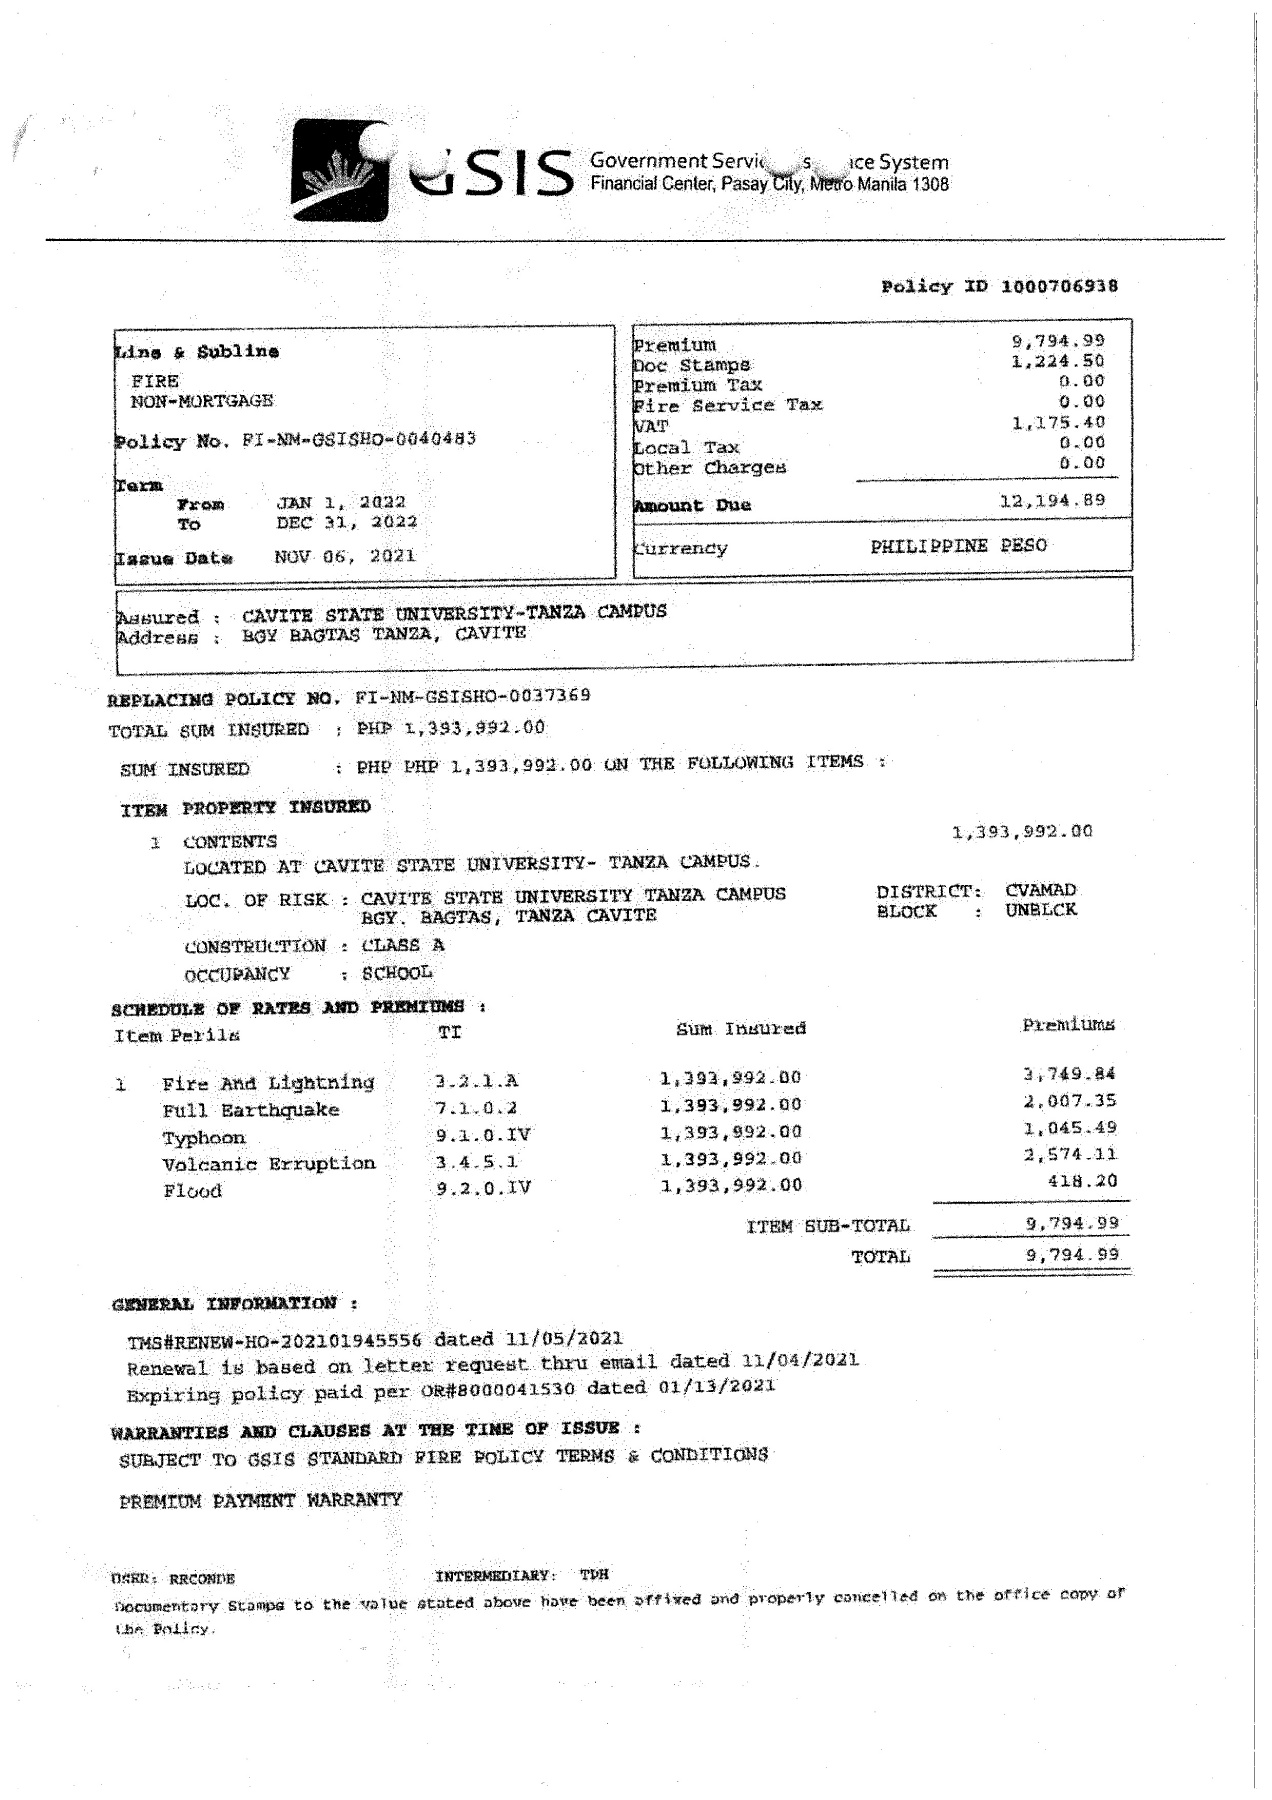 GSIS
Government Servic s ice System
Financial Center, Pasay City, Metro Manila 1308
Policy ID 1000706938
Line & Subline
FIRE
NON-MORTGAGE
Policy No. FI-NM-GSISHO-0040483
Term
From JAN 1, 2022
To DEC 31, 2022
Issue Date NOV 06, 2021
Premium 9,794.99
Doc Stamps 1,224.50
Premium Tax 0.00
Fire Service Tax 0.00
VAT 1,175.40
Local Tax 0.00
Other Charges 0.00
Amount Due 12,194.89
Currency PHILIPPINE PESO
Assured : CAVITE STATE UNIVERSITY-TANZA CAMPUS
Address : BGY BAGTAS TANZA, CAVITE
REPLACING POLICY NO. FI-NM-GSISHO-0037369
TOTAL SUM INSURED : PHP 1,393,992.00
SUM INSURED : PHP PHP 1,393,992.00 ON THE FOLLOWING ITEMS :
ITEM PROPERTY INSURED
1 CONTENTS 1,393,992.00
LOCATED AT CAVITE STATE UNIVERSITY- TANZA CAMPUS.
LOC. OF RISK : CAVITE STATE UNIVERSITY TANZA CAMPUS DISTRICT: CVAMAD
BGY. BAGTAS, TANZA CAVITE BLOCK : UNBLCK
CONSTRUCTION : CLASS A
OCCUPANCY : SCHOOL
SCHEDULE OF RATES AND PREMIUMS :
Item Perils TI Sum Insured Premiums
1 Fire And Lightning 3.2.1.A 1,393,992.00 3,749.84
Full Earthquake 7.1.0.2 1,393,992.00 2,007.35
Typhoon 9.1.0.IV 1,393,992.00 1,045.49
Volcanic Erruption 3.4.5.1 1,393,992.00 2,574.11
Flood 9.2.0.IV 1,393,992.00 418.20
ITEM SUB-TOTAL 9,794.99
TOTAL 9,794.99
GENERAL INFORMATION :
TMS#RENEW-HO-202101945556 dated 11/05/2021
Renewal is based on letter request thru email dated 11/04/2021
Expiring policy paid per OR#8000041530 dated 01/13/2021
WARRANTIES AND CLAUSES AT THE TIME OF ISSUE :
SUBJECT TO GSIS STANDARD FIRE POLICY TERMS & CONDITIONS
PREMIUM PAYMENT WARRANTY
USER: RRCONDE INTERMEDIARY: TDH
Documentary Stamps to the value stated above have been affixed and properly cancelled on the office copy of
the Policy.